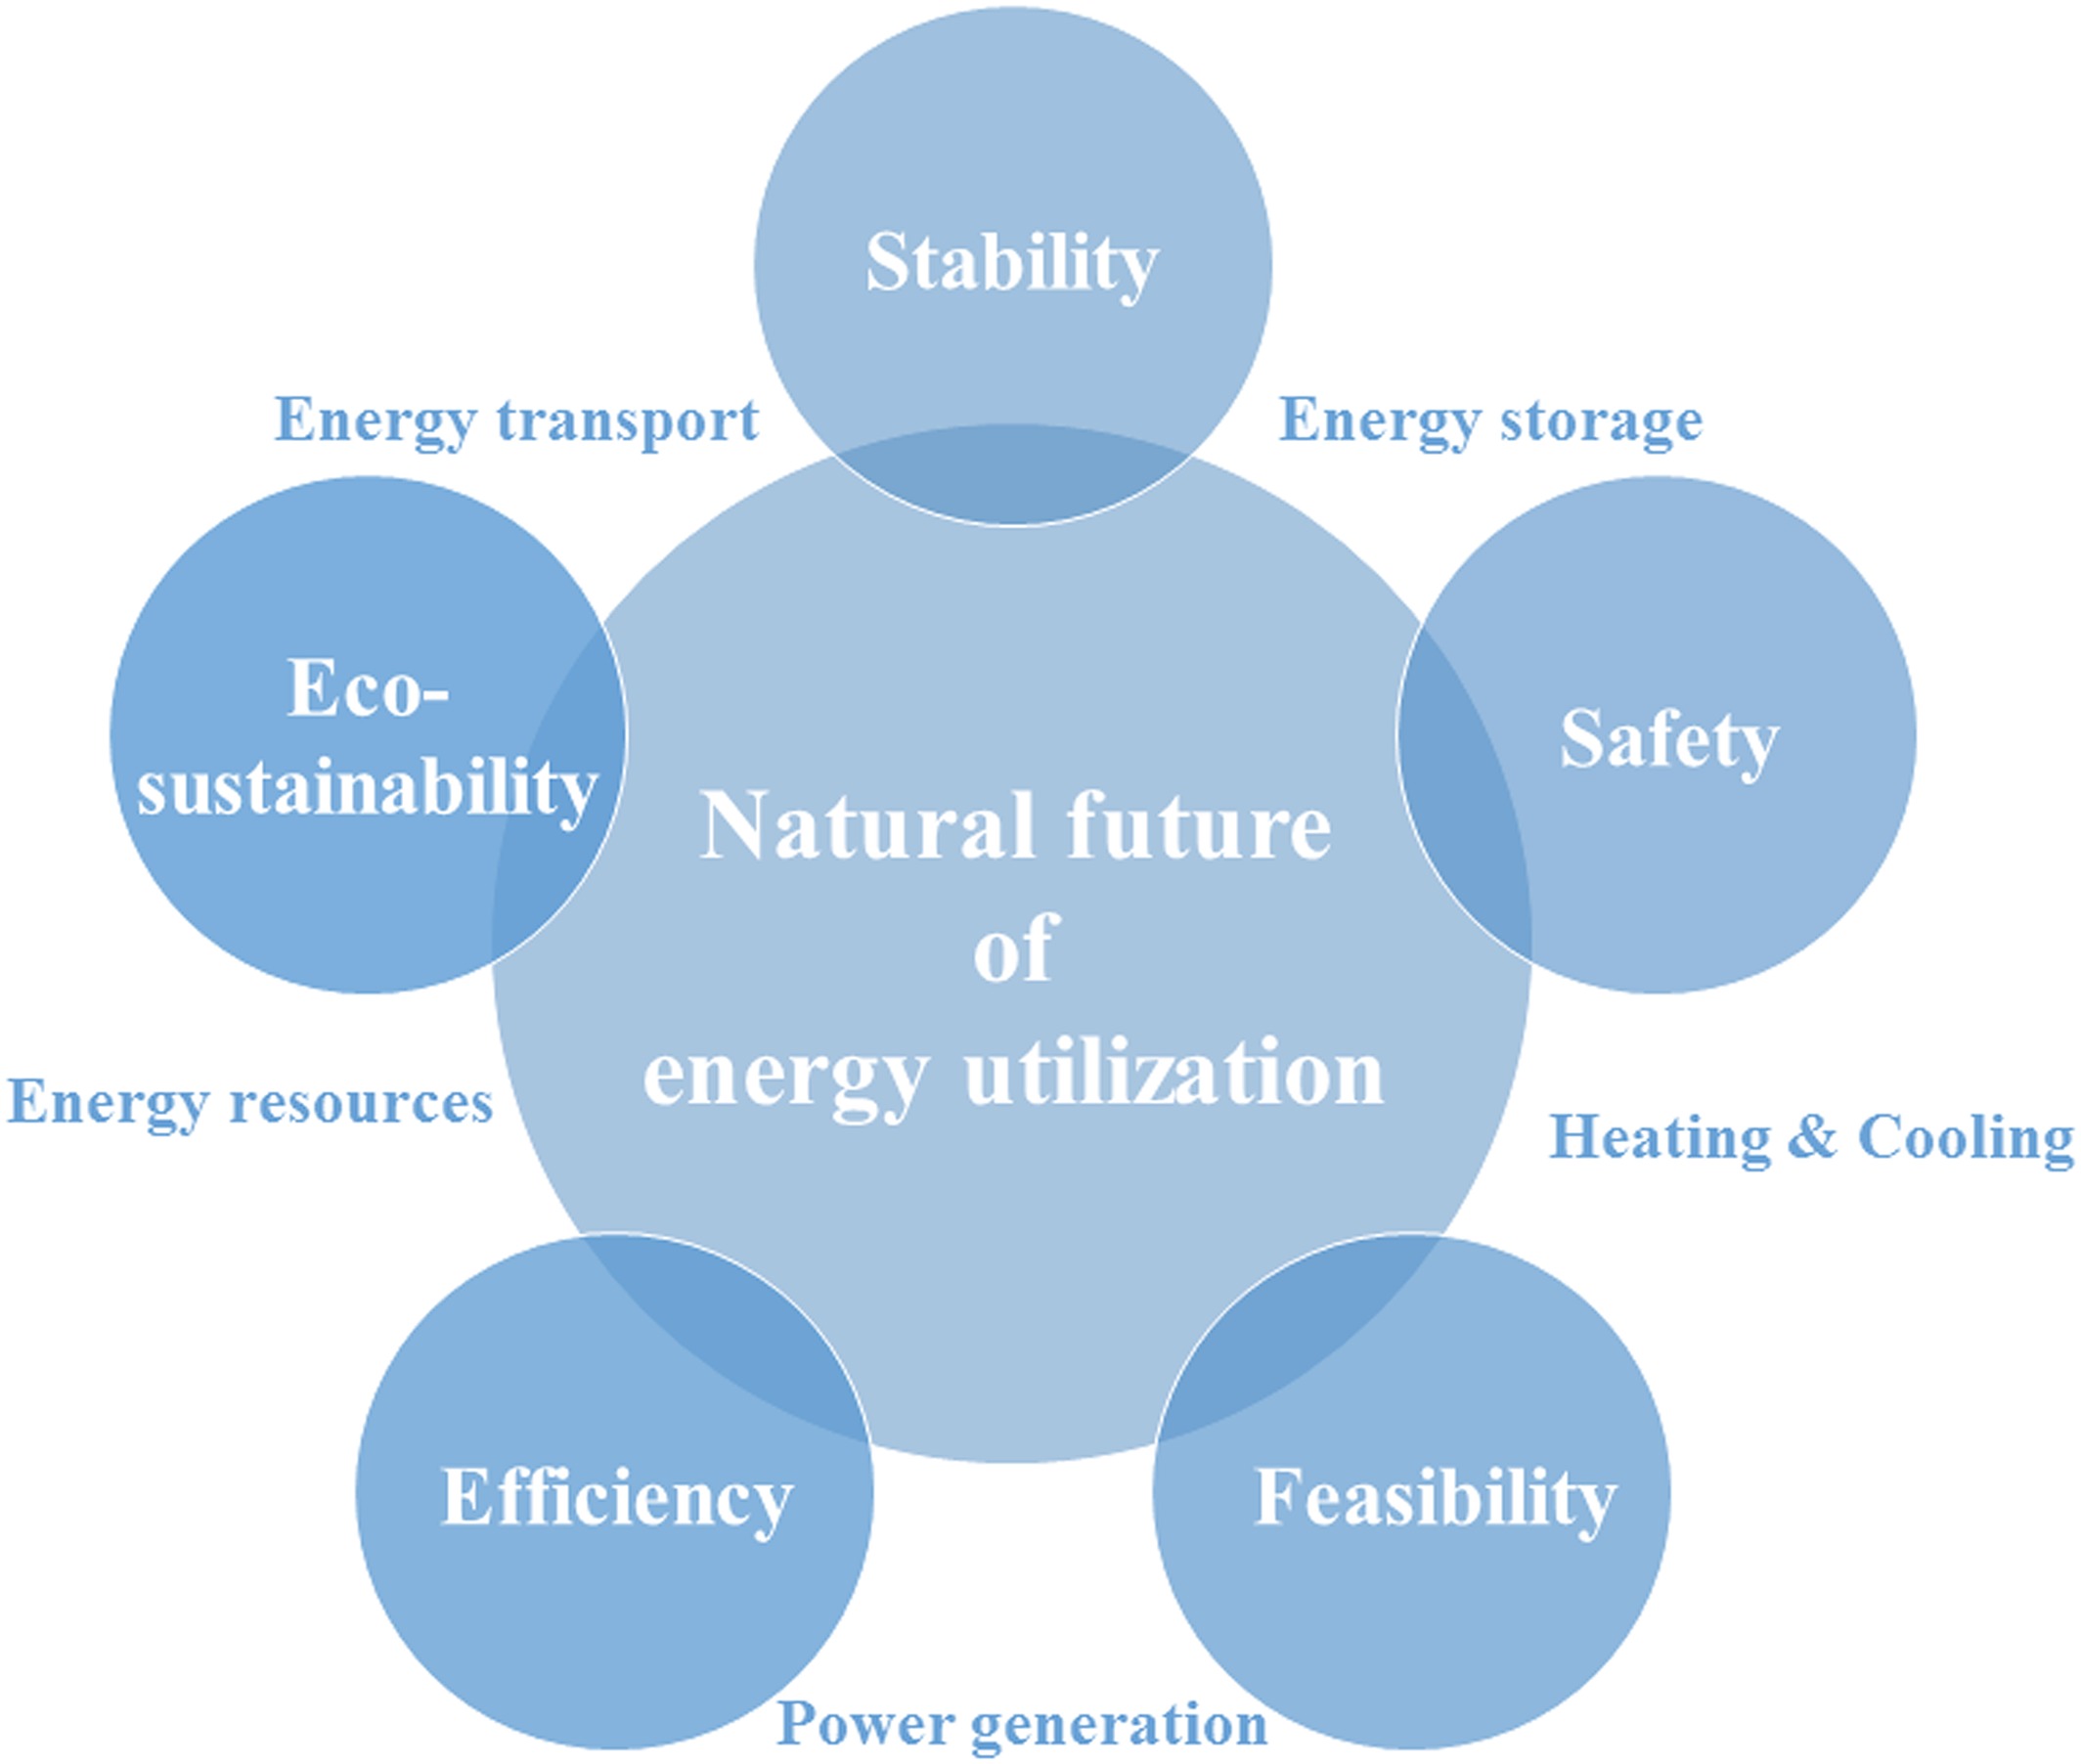 Stability
Energy transport
Energy storage
Eco-
sustainability
Safety
Natural future
of
energy utilization
Energy resources
Heating & Cooling
Efficiency
Feasibility
Power generation